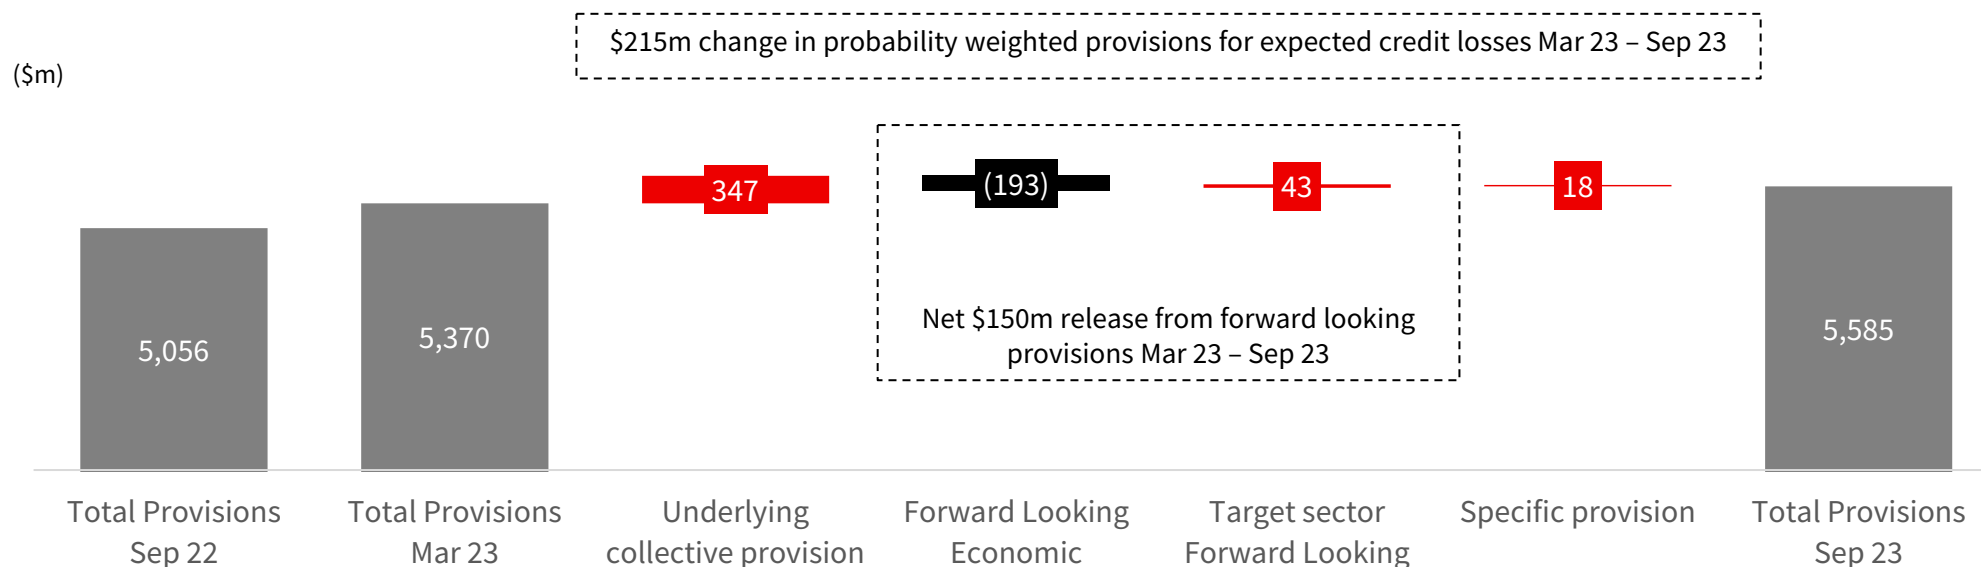 $215m change in probability weighted provisions for expected credit losses Mar 23 – Sep 23
($m)
347
(193)
43
18
Net $150m release from forward looking
provisions Mar 23 – Sep 23
5,056
5,370
5,585
Total Provisions
Sep 22
Total Provisions
Mar 23
Underlying
collective provision
Forward Looking
Economic
Target sector
Forward Looking
Specific provision
Total Provisions
Sep 23